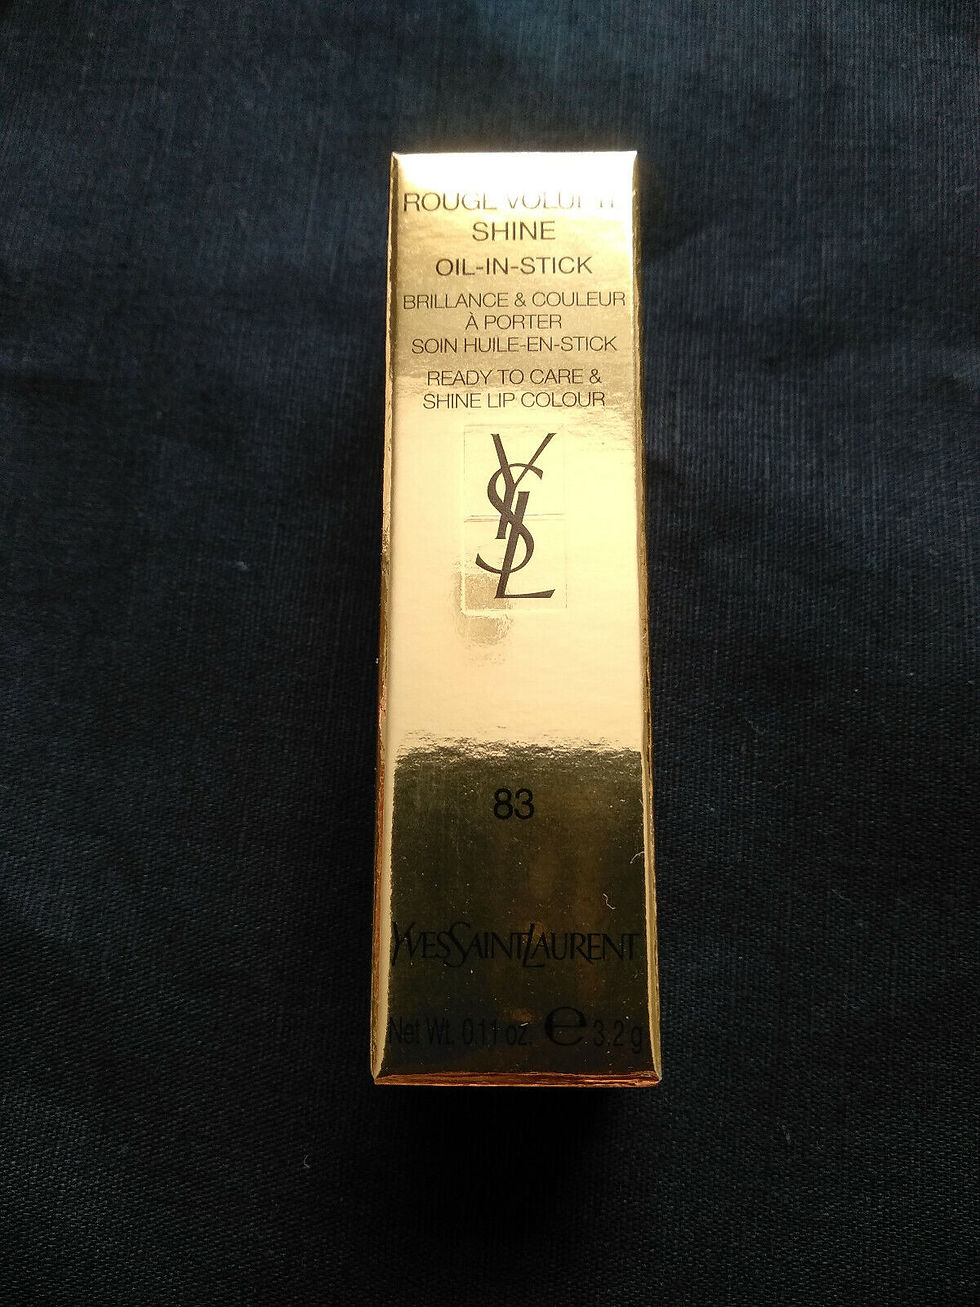 ROUGE
SHINE
OIL-IN-STICK
BRILLANCE & COULEUR
À PORTER
SOIN HUILE-EN-STICK
READY TO CARE &
SHINE LIP COLOUR
YSL
83
YVESSAINTLAURENT
Net Wt. 0.11 oz. e 3.2 g